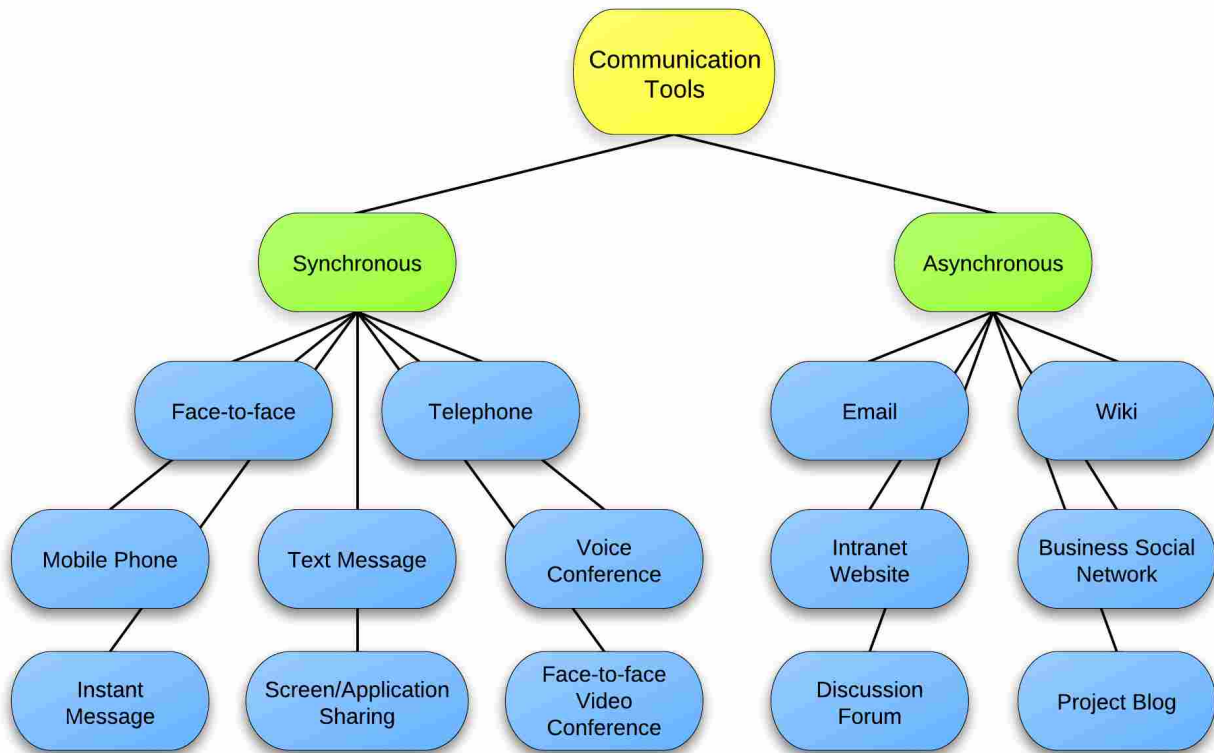 Communication
Tools
Synchronous
Asynchronous
Face-to-face
Telephone
Email
Wiki
Mobile Phone
Text Message
Voice
Conference
Intranet
Website
Business Social
Network
Instant
Message
Screen/Application
Sharing
Face-to-face
Video
Conference
Discussion
Forum
Project Blog